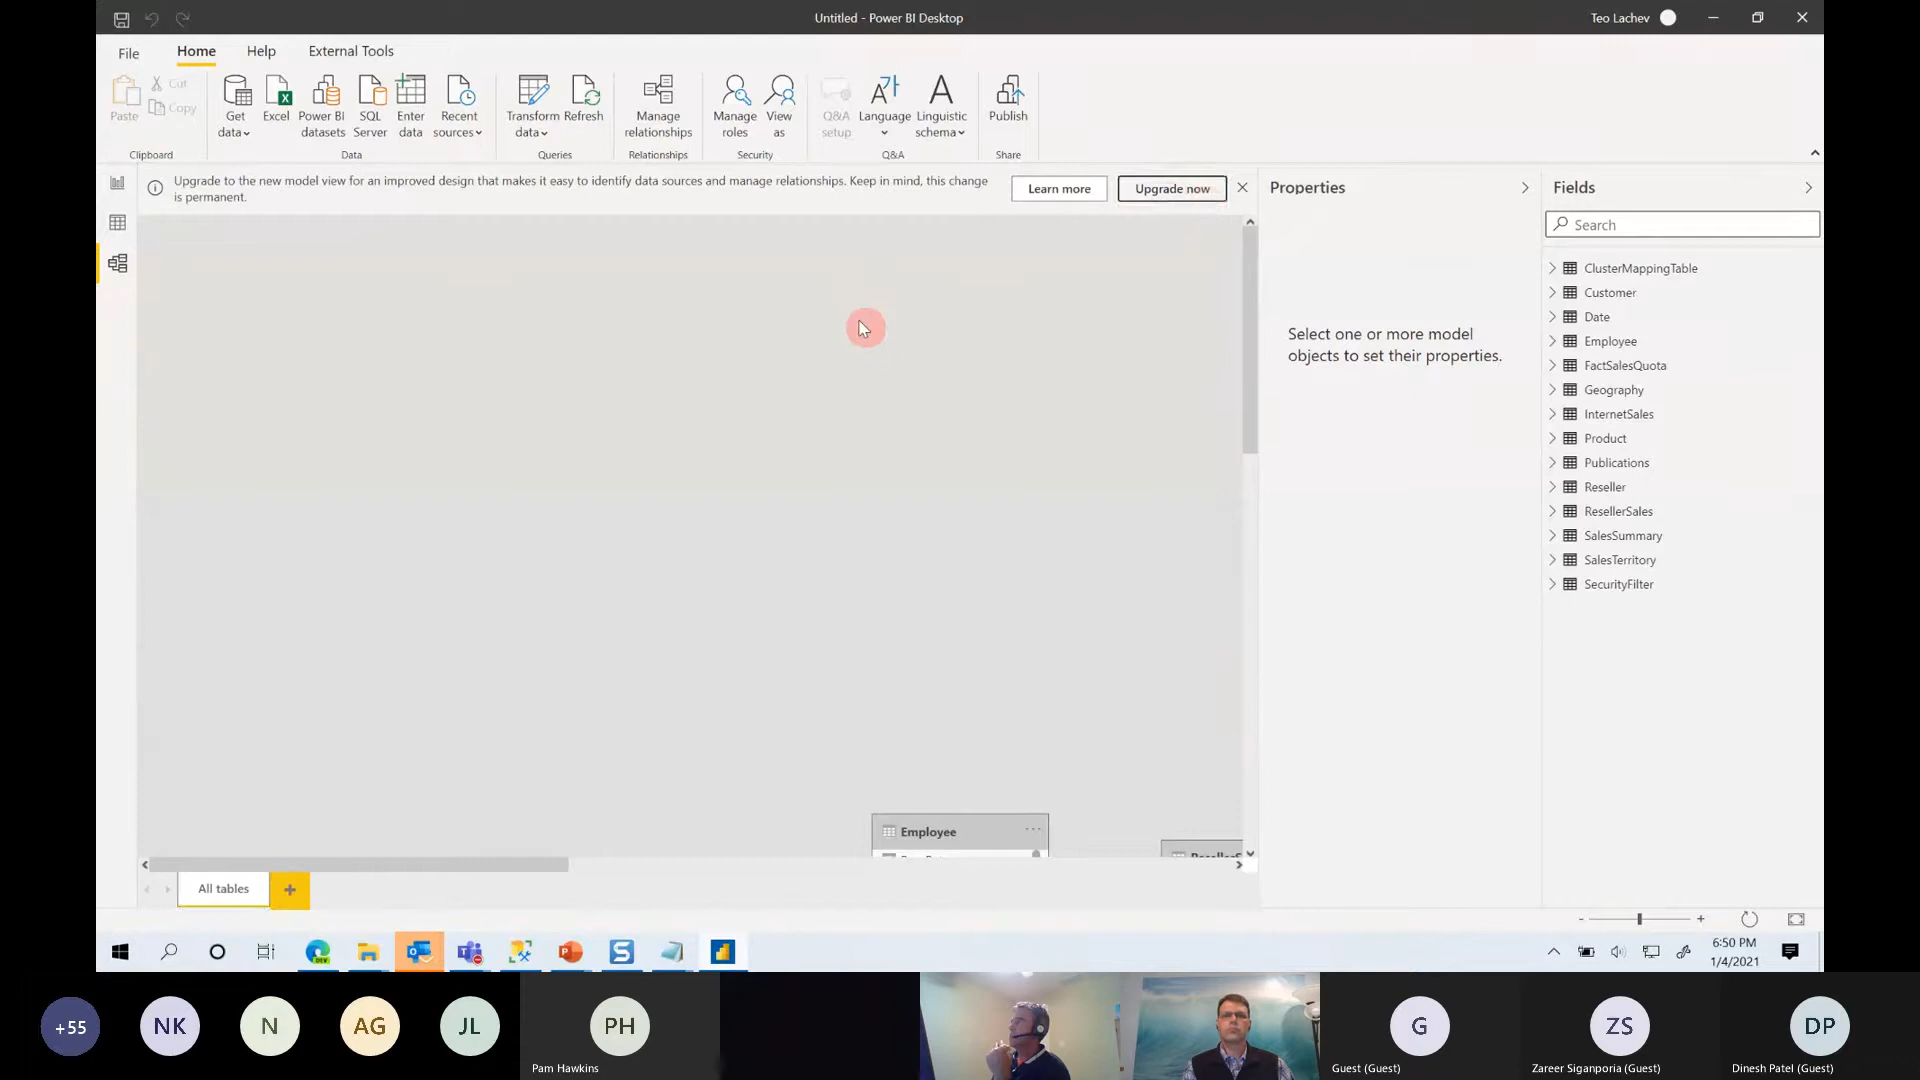 Untitled - Power BI Desktop
Teo Lachev
File
Home
Help
External Tools
Paste
Cut
Copy
Get data
Excel
Power BI datasets
SQL Server
Enter data
Recent sources
Transform data
Refresh
Manage relationships
Manage roles
View as
Q&A setup
Language
Linguistic schema
Publish
Clipboard
Data
Queries
Relationships
Security
Q&A
Share
Upgrade to the new model view for an improved design that makes it easy to identify data sources and manage relationships. Keep in mind, this change
is permanent.
Learn more
Upgrade now
Properties
Select one or more model
objects to set their properties.
Fields
Search
ClusterMappingTable
Customer
Date
Employee
FactSalesQuota
Geography
InternetSales
Product
Publications
Reseller
ResellerSales
SalesSummary
SalesTerritory
SecurityFilter
Employee
All tables
6:50 PM
1/4/2021
+55
NK
N
AG
JL
PH
Pam Hawkins
G
Guest (Guest)
ZS
Zareer Siganporia (Guest)
DP
Dinesh Patel (Guest)